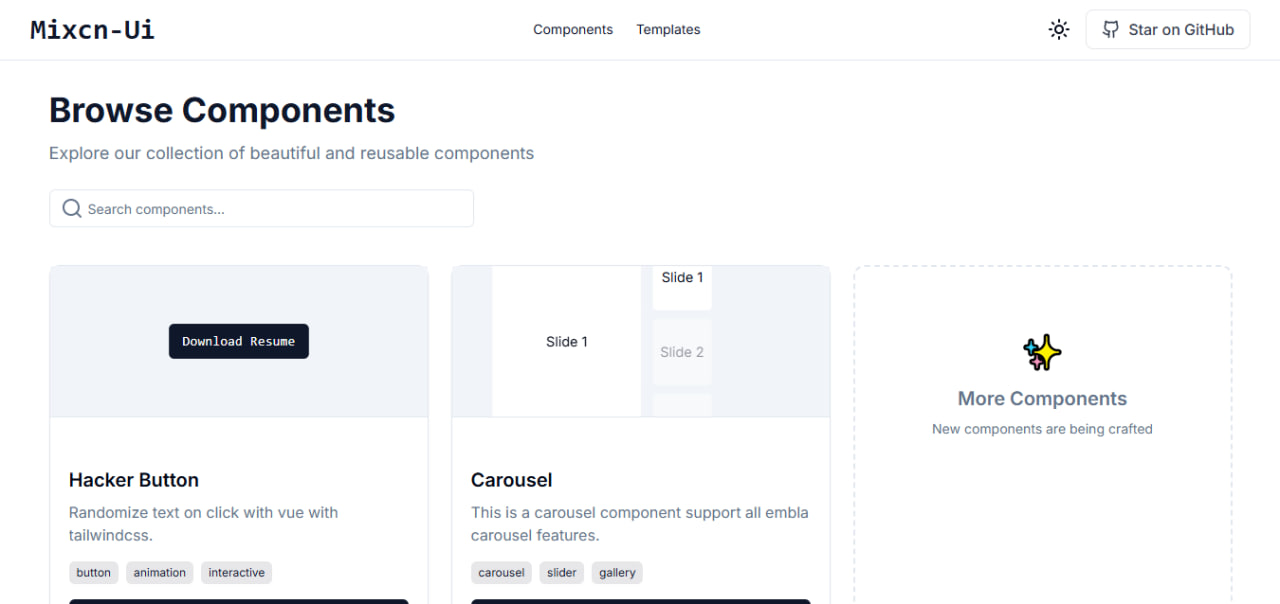 Mixcn-Ui
Components
Templates
Star on GitHub
Browse Components
Explore our collection of beautiful and reusable components
Search components...
Download Resume
Slide 1
Slide 1
Slide 2
More Components
New components are being crafted
Hacker Button
Randomize text on click with vue with
tailwindcss.
button
animation
interactive
Carousel
This is a carousel component support all embla
carousel features.
carousel
slider
gallery